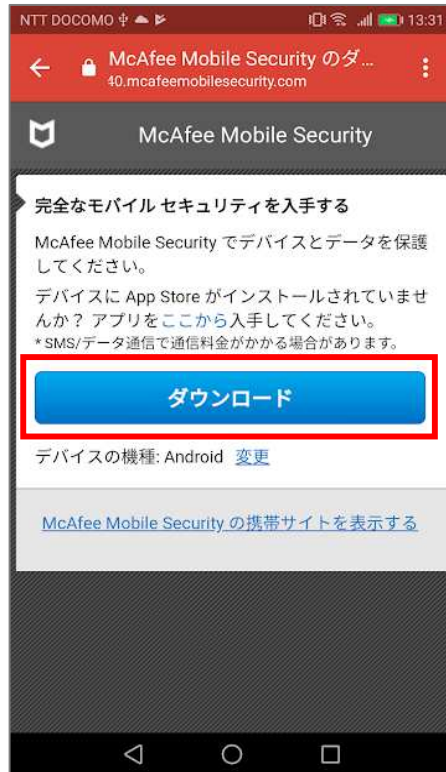 NTT DOCOMO 13:31
McAfee Mobile Security のダ...
40.mcafeemobilesecurity.com
McAfee Mobile Security
完全なモバイル セキュリティを入手する
McAfee Mobile Security でデバイスとデータを保護
してください。
デバイスに App Store がインストールされていませ
んか？ アプリをここから入手してください。
* SMS/データ通信で通信料金がかかる場合があります。
ダウンロード
デバイスの機種: Android 変更
McAfee Mobile Security の携帯サイトを表示する